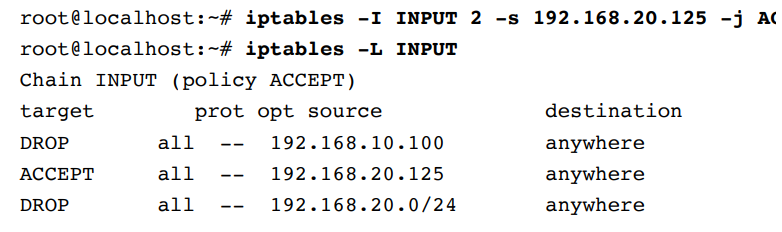 root@localhost:~# iptables -I INPUT 2 -s 192.168.20.125 -j AC
root@localhost:~# iptables -L INPUT
Chain INPUT (policy ACCEPT)
target prot opt source destination
DROP all -- 192.168.10.100 anywhere
ACCEPT all -- 192.168.20.125 anywhere
DROP all -- 192.168.20.0/24 anywhere